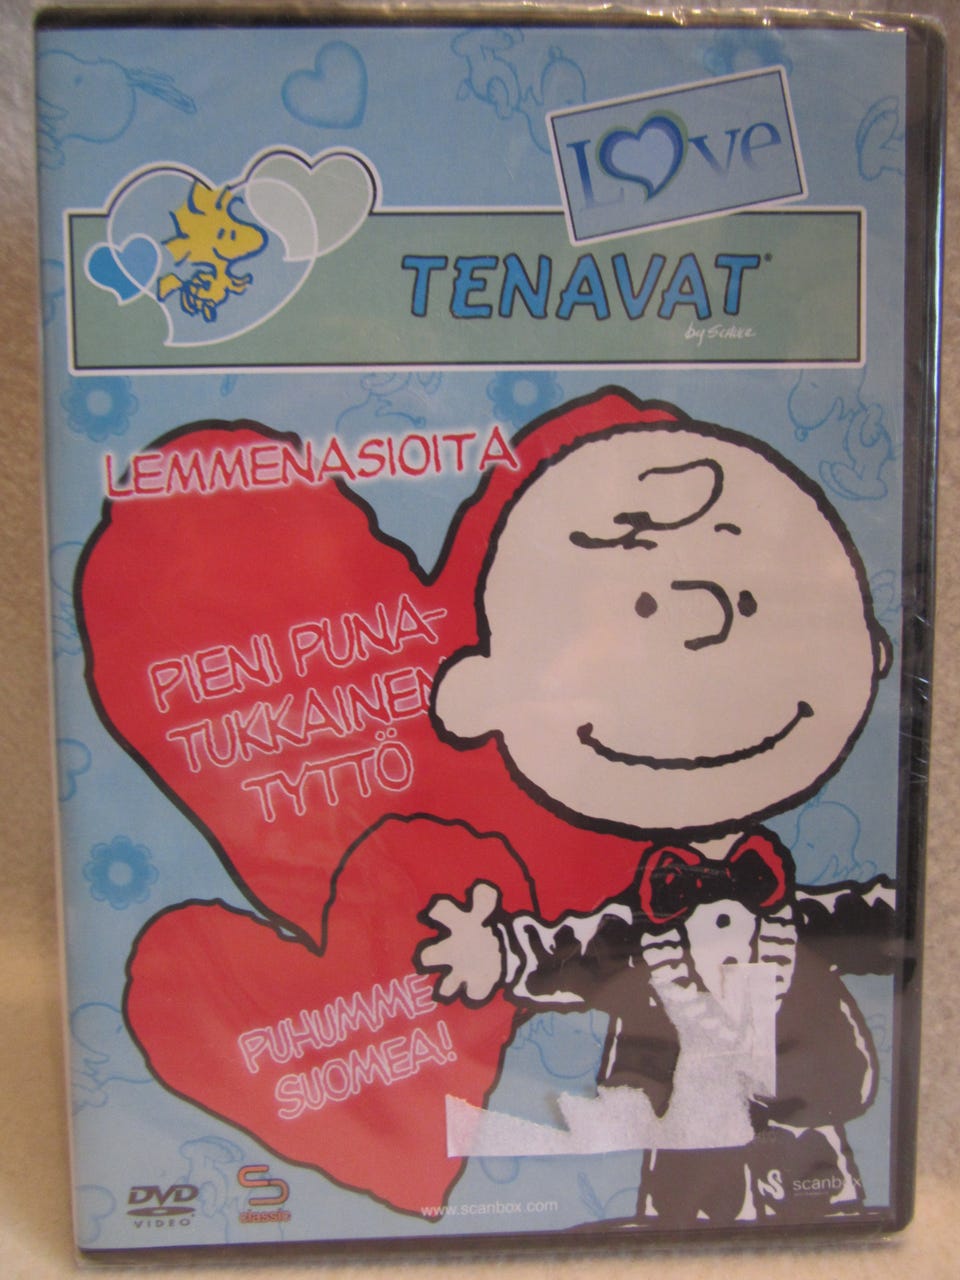 LOVE
TENAVAT®
by SCHULZ
LEMMENASIOITA
PIENI PUNA-
TUKKAINEN
TYTTÖ
PUHUMME
SUOMEA!
DVD
VIDEO
classic
www.scanbox.com
S scanbox